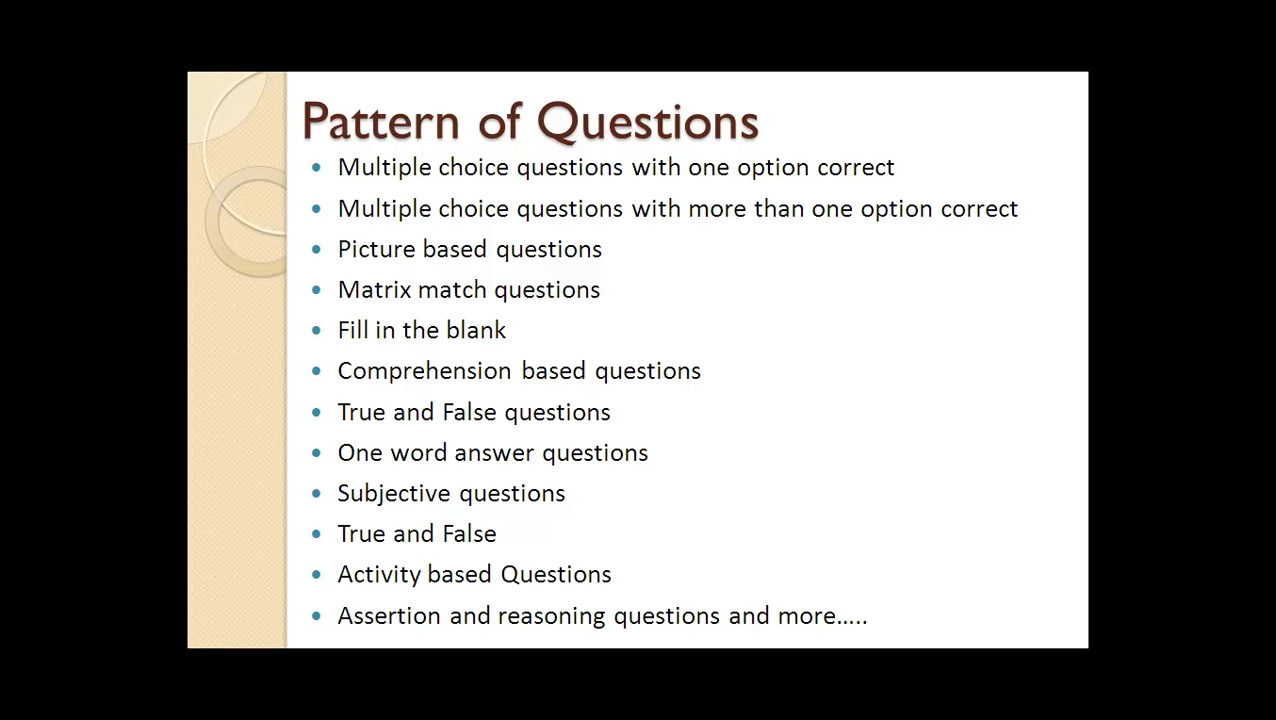 Pattern of Questions
• Multiple choice questions with one option correct
• Multiple choice questions with more than one option correct
• Picture based questions
• Matrix match questions
• Fill in the blank
• Comprehension based questions
• True and False questions
• One word answer questions
• Subjective questions
• True and False
• Activity based Questions
• Assertion and reasoning questions and more…..